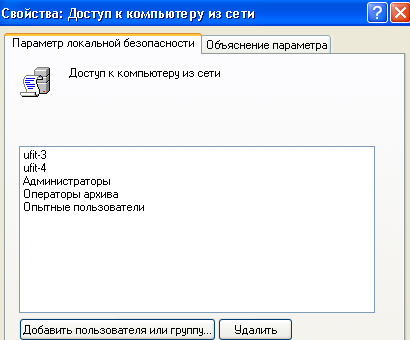 Свойства: Доступ к компьютеру из сети
Параметр локальной безопасности
Объяснение параметра
Доступ к компьютеру из сети
ufit-3
ufit-4
Администраторы
Операторы архива
Опытные пользователи
Добавить пользователя или группу...
Удалить